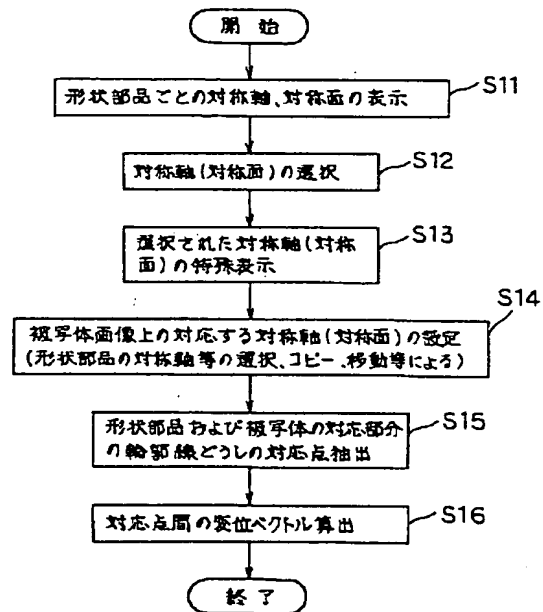 開始
形状部品ごとの対称軸、対称面の表示
S11
対称軸(対称面)の選択
S12
選択された対称軸(対称
面)の特殊表示
S13
被写体画像上の対応する対称軸(対称面)の設定
(形状部品の対称軸等の選択、コピー、移動等による)
S14
形状部品および被写体の対応部分
の輪郭線どうしの対応点抽出
S15
対応点間の変位ベクトル算出
S16
終了